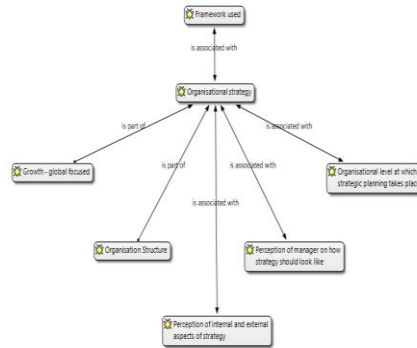 Framework used
is associated with
Organisational strategy
is part of
is associated with
Growth - global focused
is part of
is associated with
Organisational level at which
strategic planning takes plac
is associated with
Organisation Structure
Perception of manager on how
strategy should look like
Perception of internal and external
aspects of strategy